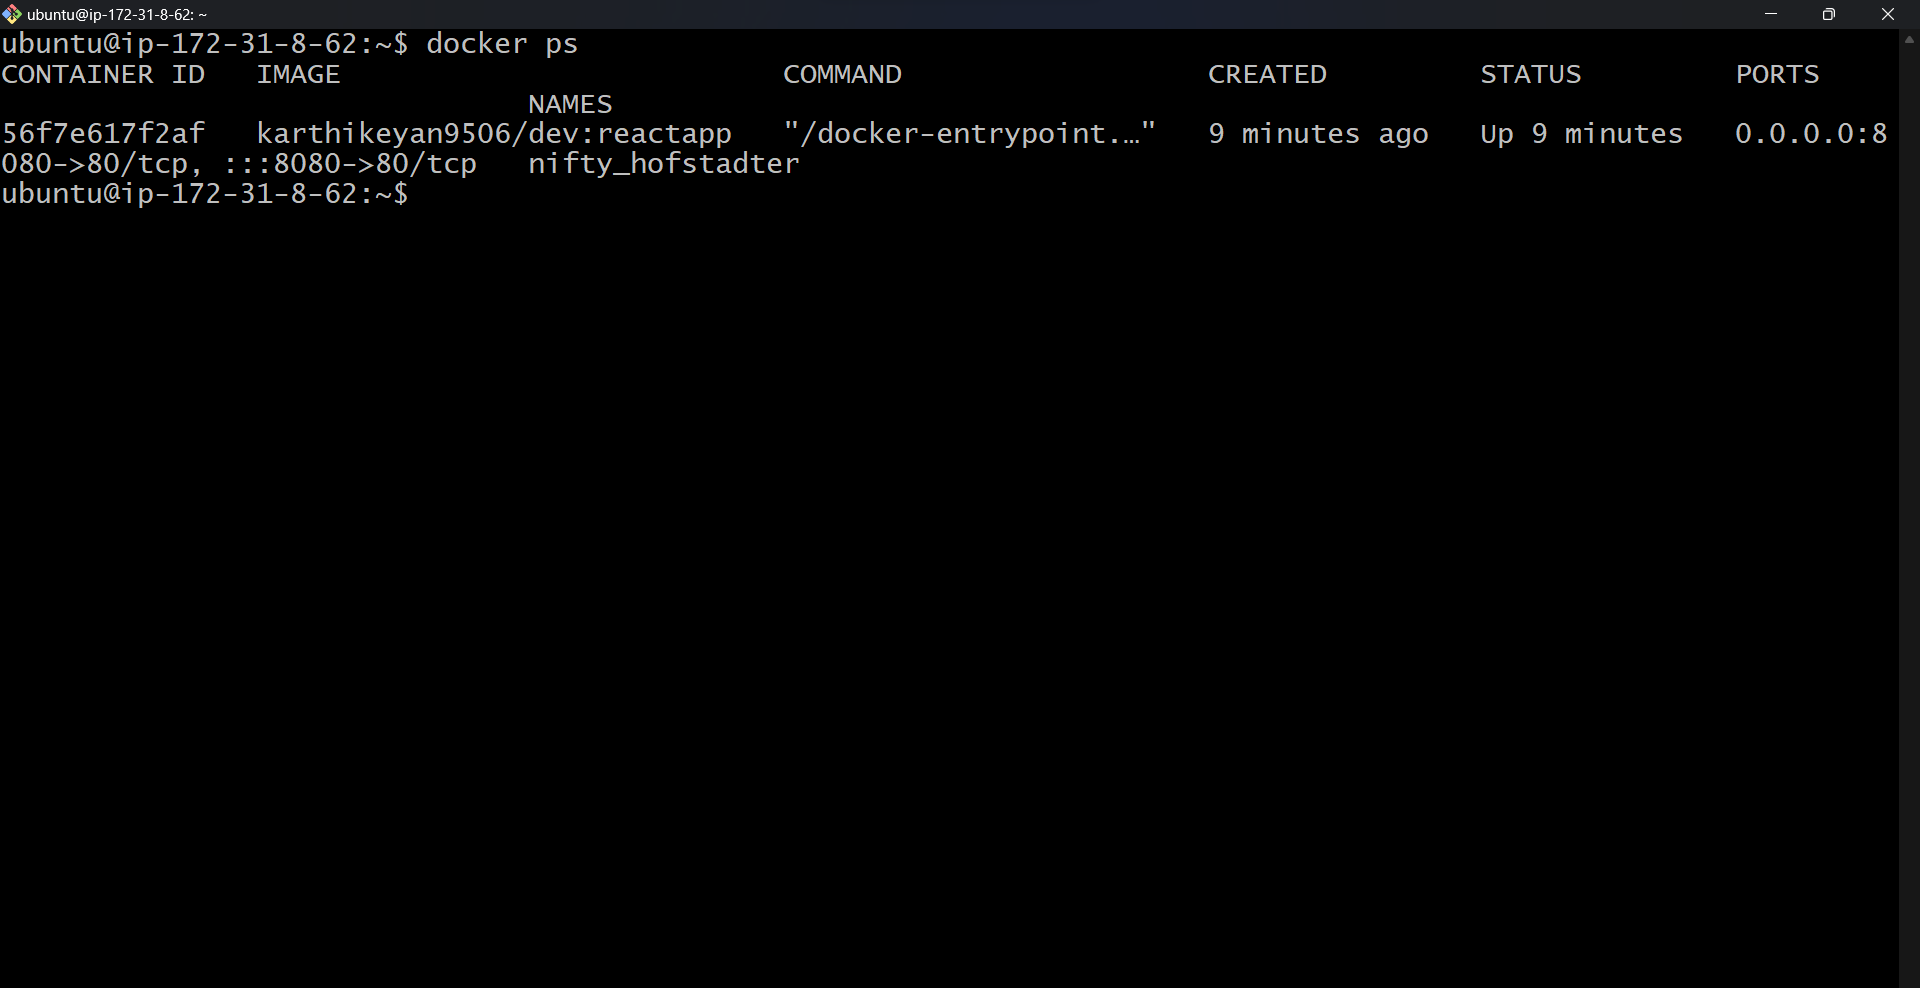 ubuntu@ip-172-31-8-62: ~
ubuntu@ip-172-31-8-62:~$ docker ps
CONTAINER ID   IMAGE                          COMMAND                  CREATED         STATUS         PORTS
                               NAMES
56f7e617f2af   karthikeyan9506/dev:reactapp   "/docker-entrypoint.…"   9 minutes ago   Up 9 minutes   0.0.0.0:8
080->80/tcp, :::8080->80/tcp   nifty_hofstadter
ubuntu@ip-172-31-8-62:~$